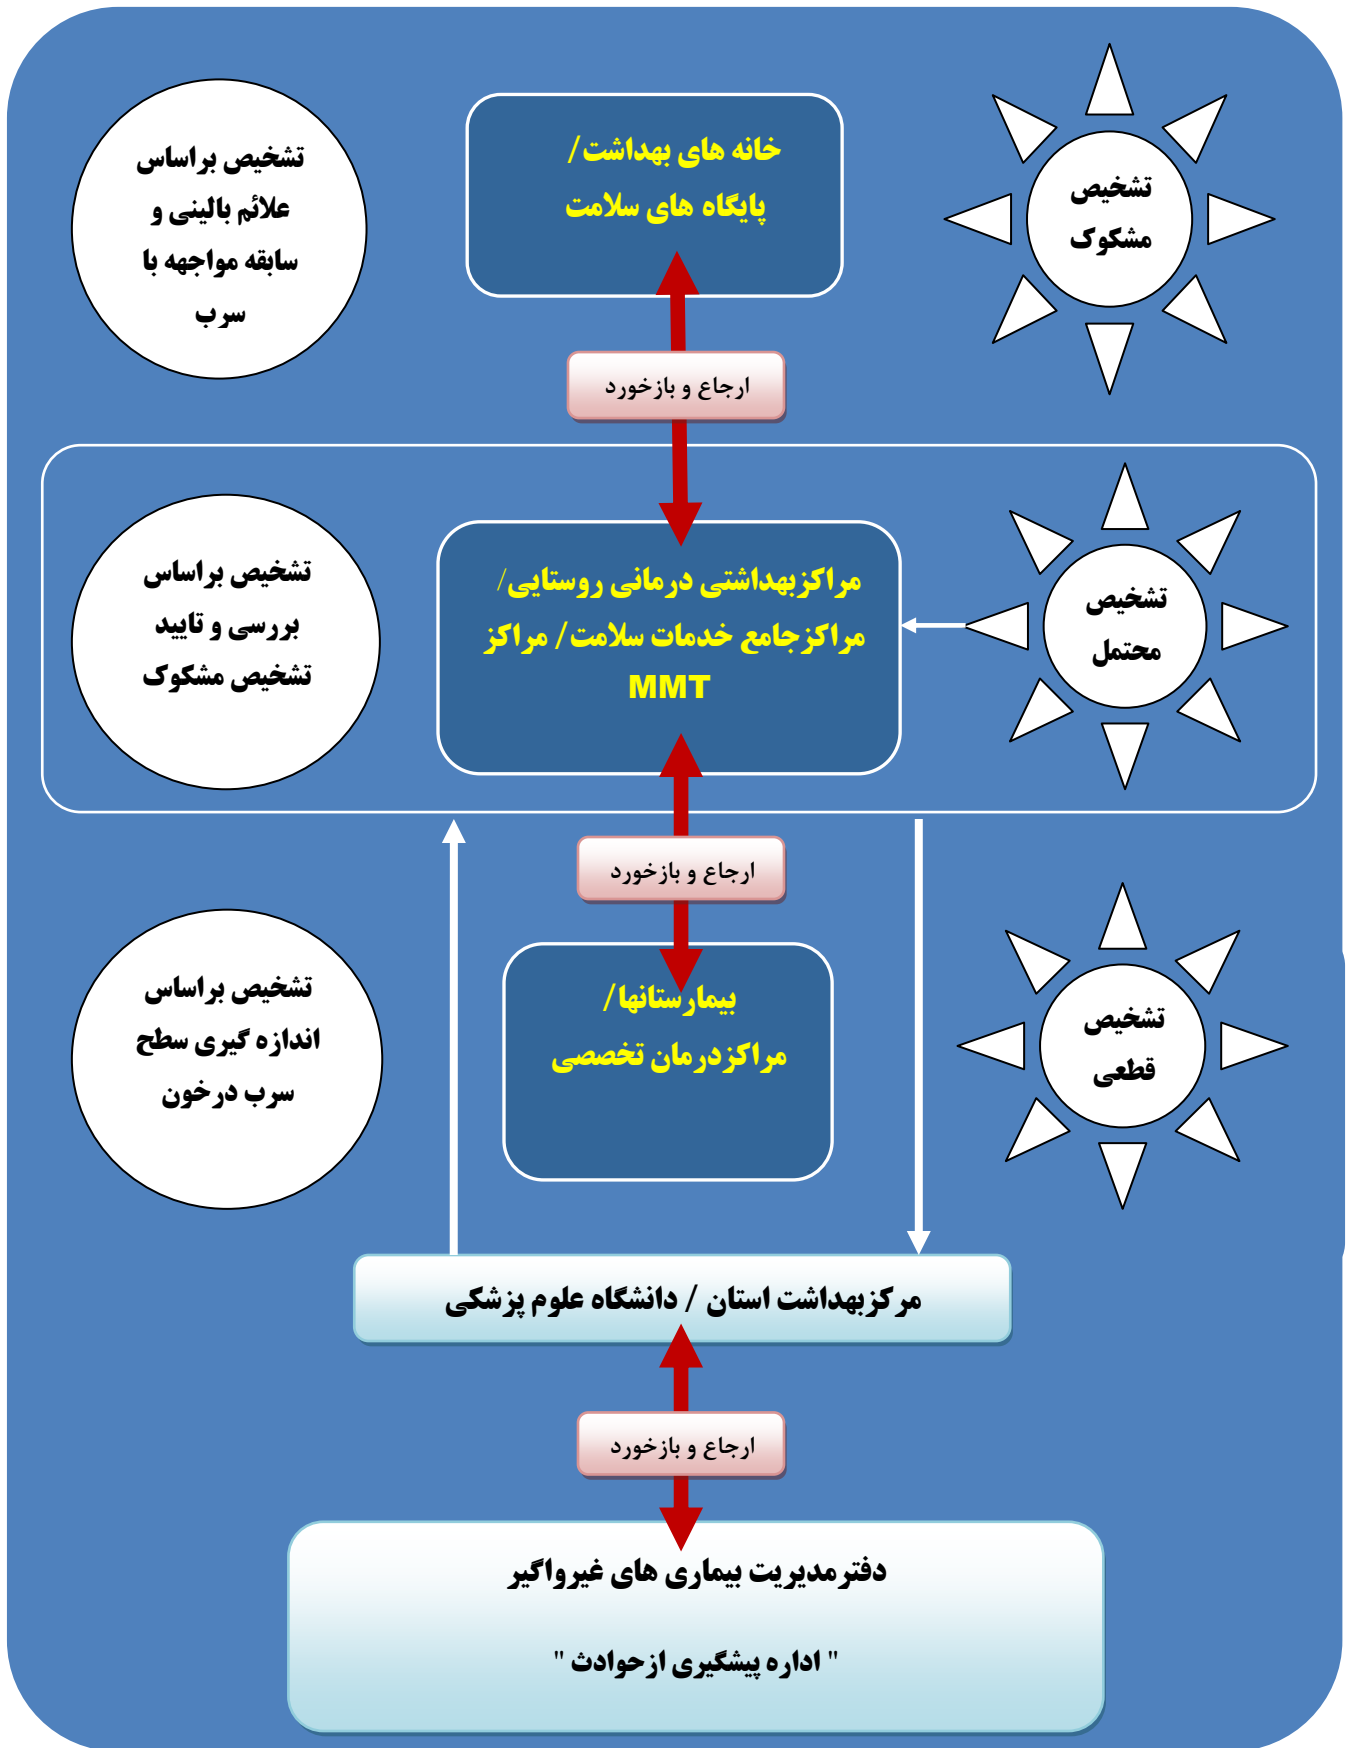 تشخیص مشکوک
خانه های بهداشت/
پایگاه های سلامت
تشخیص براساس
علائم بالینی و
سابقه مواجهه با
سرب
ارجاع و بازخورد
تشخیص
محتمل
مراکزبهداشتی درمانی روستایی/
مراکزجامع خدمات سلامت/ مراکز
MMT
تشخیص براساس
بررسی و تایید
تشخیص مشکوک
ارجاع و بازخورد
تشخیص
قطعی
بیمارستانها/
مراکزدرمان تخصصی
تشخیص براساس
اندازه گیری سطح
سرب درخون
مرکزبهداشت استان / دانشگاه علوم پزشکی
ارجاع و بازخورد
دفترمدیریت بیماری های غیرواگیر
" اداره پیشگیری ازحوادث "